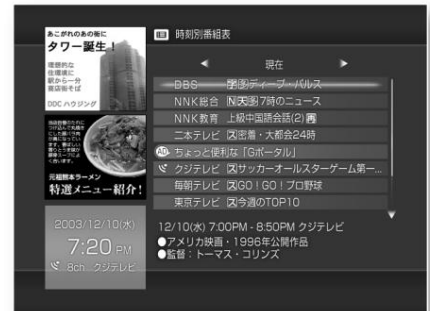 あこがれのあの街に
タワー誕生!
理想的な
住環境に
駅から一分
商店街そば
DDC ハウジング
元祖熊本ラーメン
特選メニュー紹介!
2003/12/10(水)
7:20 PM
8ch クジテレビ
時刻別番組表
現在
DBS 字图ディープ・パルス
NNK総合 N天图7時のニュース
NNK教育 上級中国語会話(2)再
二本テレビ 図密着・大都会24時
AD ちょっと便利な「Gポータル」
クジテレビ 図サッカーオールスターゲーム第一...
毎朝テレビ 図GO!GO!プロ野球
東京テレビ 図今週のTOP10
12/10(水) 7:00PM - 8:50PM クジテレビ
●アメリカ映画・1996年公開作品
●監督:トーマス・コリンズ